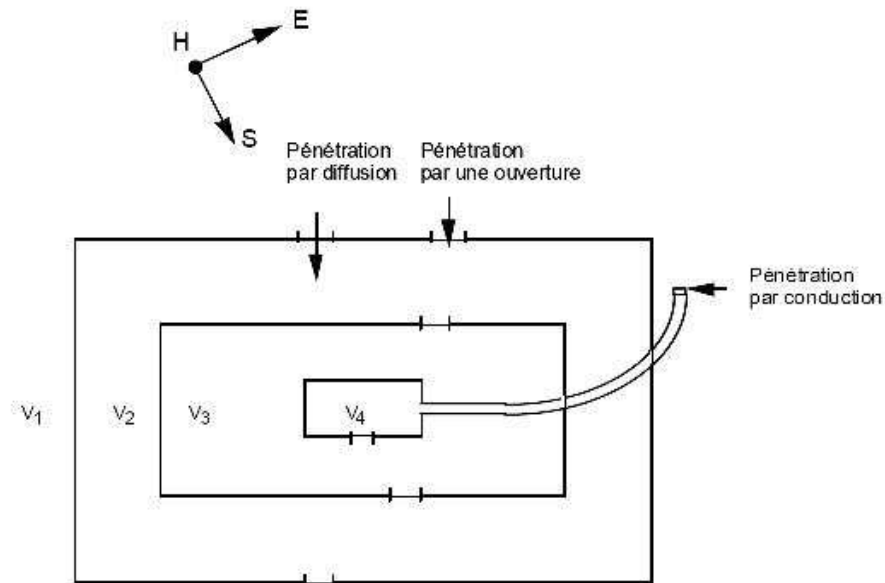 E
H
S
Pénétration
par diffusion
Pénétration
par une ouverture
Pénétration
par conduction
V1
V2
V3
V4